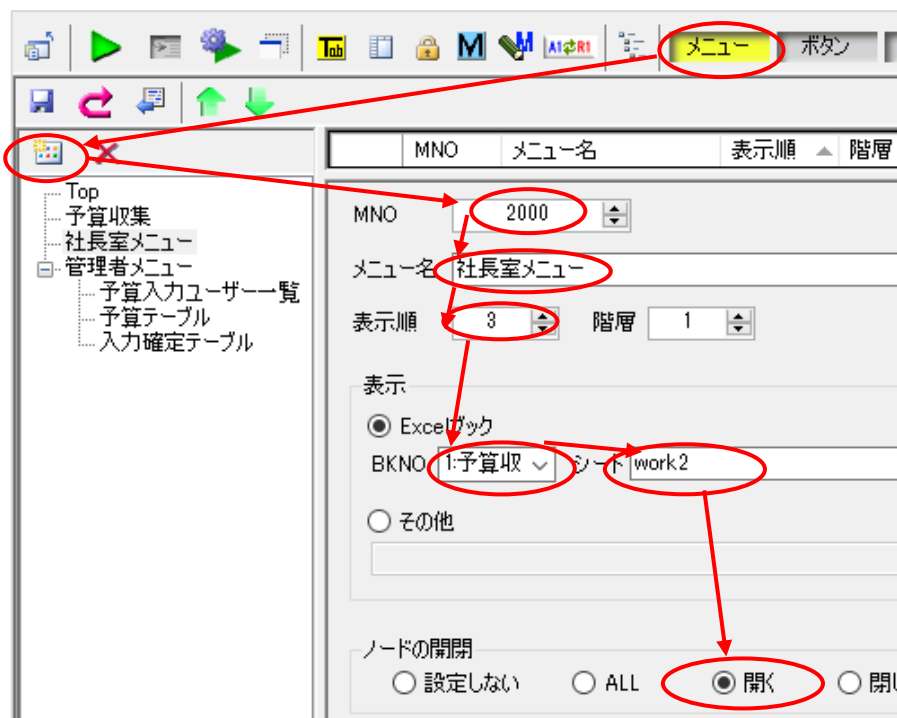 Tab M M A1 R1 メニュー ボタン
MNO メニュー名 表示順 階層
Top
予算収集
社長室メニュー
管理者メニュー
予算入力ユーザー一覧
予算テーブル
入力確定テーブル
MNO 2000
メニュー名 社長室メニュー
表示順 3 階層 1
表示
Excelブック
BKNO 1:予算収 シート work2
その他
ノードの開閉
設定しない ALL 開く 閉じ